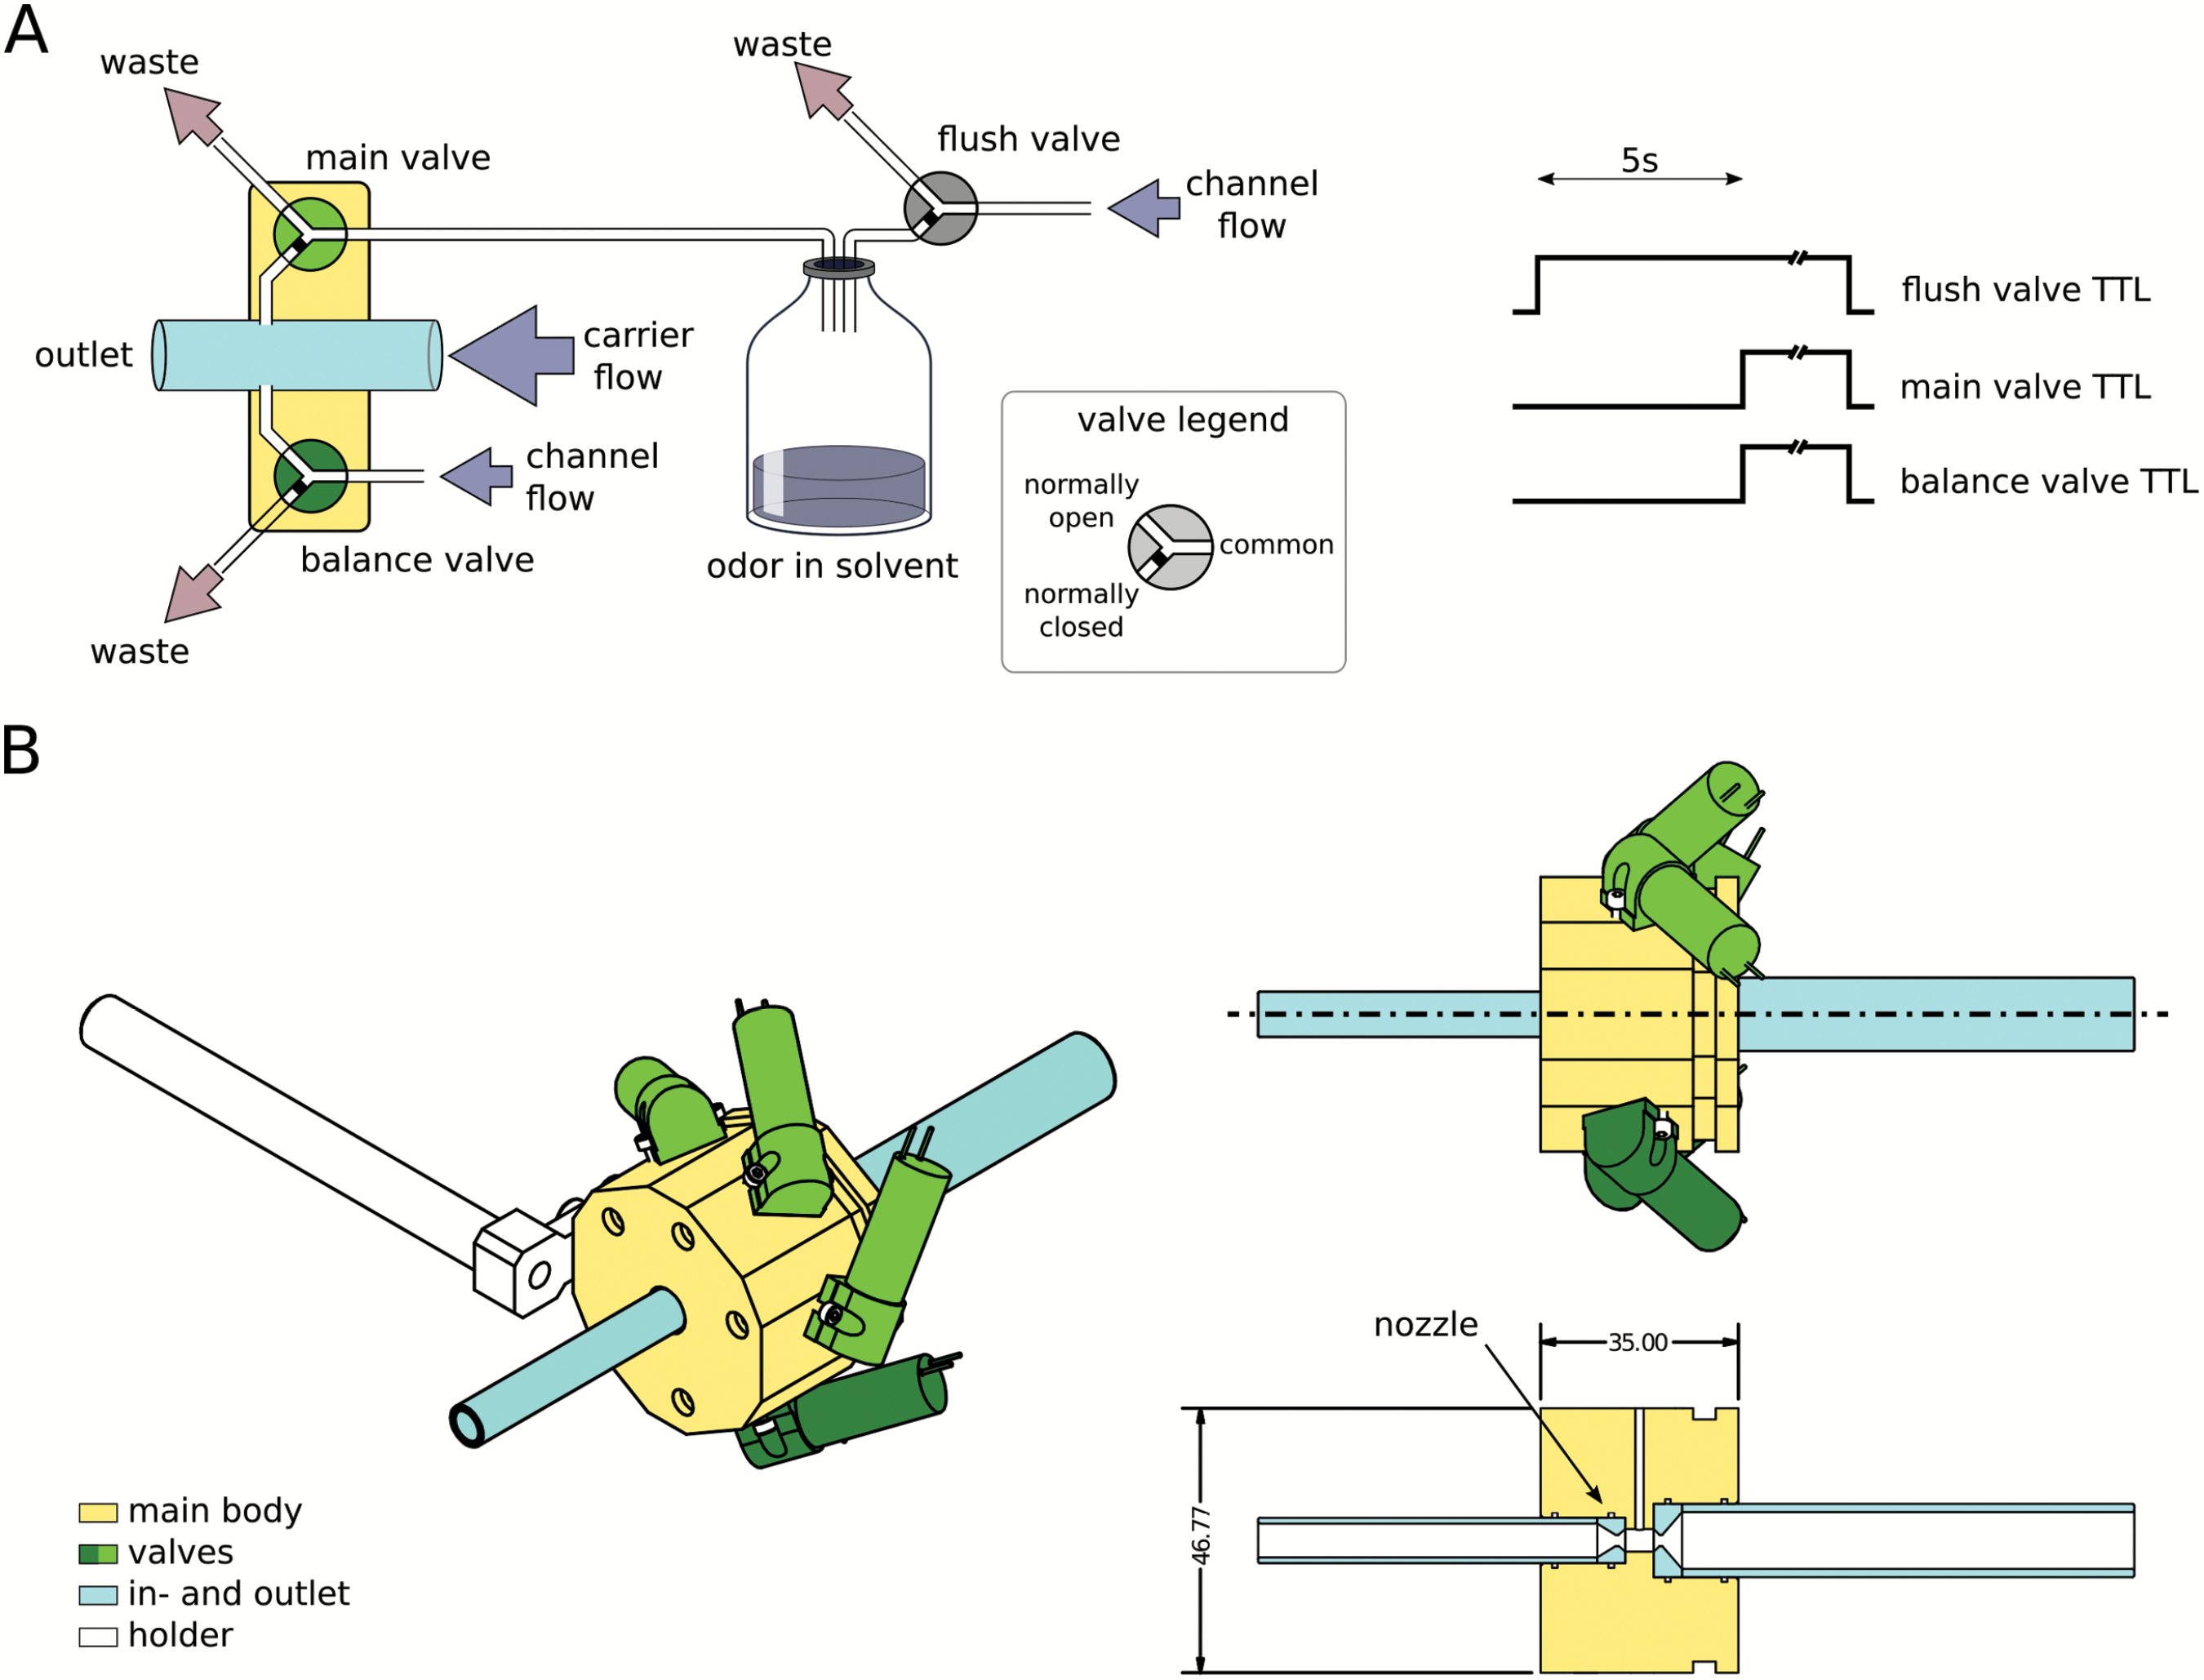 A
waste
main valve
outlet
carrier
flow
channel
flow
balance valve
waste
waste
flush valve
channel
flow
odor in solvent
valve legend
normally
open
common
normally
closed
5s
flush valve TTL
main valve TTL
balance valve TTL
B
main body
valves
in- and outlet
holder
nozzle
35.00
46.77